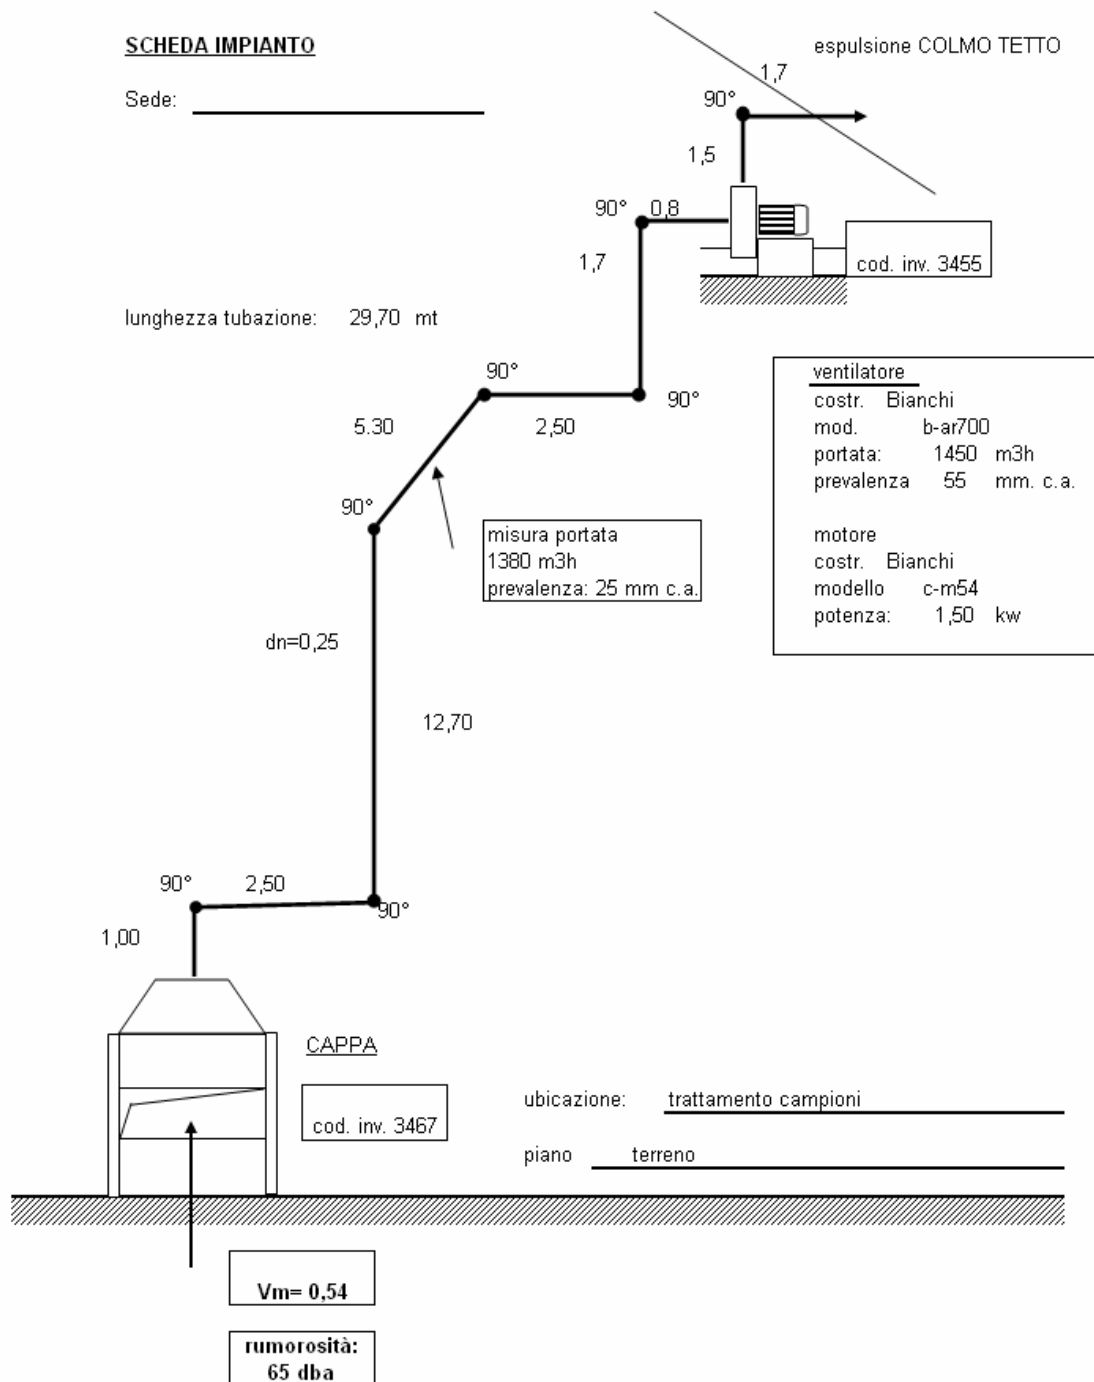 SCHEDA IMPIANTO
espulsione COLMO TETTO
Sede:
1,7
90°
1,5
90° 0,8
1,7
cod. inv. 3455
lunghezza tubazione: 29,70 mt
90°
90°
5.30
2,50
90°
ventilatore
costr. Bianchi
mod. b-ar700
portata: 1450 m3h
prevalenza 55 mm. c.a.
motore
costr. Bianchi
modello c-m54
potenza: 1,50 kw
misura portata
1380 m3h
prevalenza: 25 mm c.a.
dn=0,25
12,70
90° 2,50
90°
1,00
CAPPA
cod. inv. 3467
ubicazione: trattamento campioni
piano terreno
Vm= 0,54
rumorosità:
65 dba